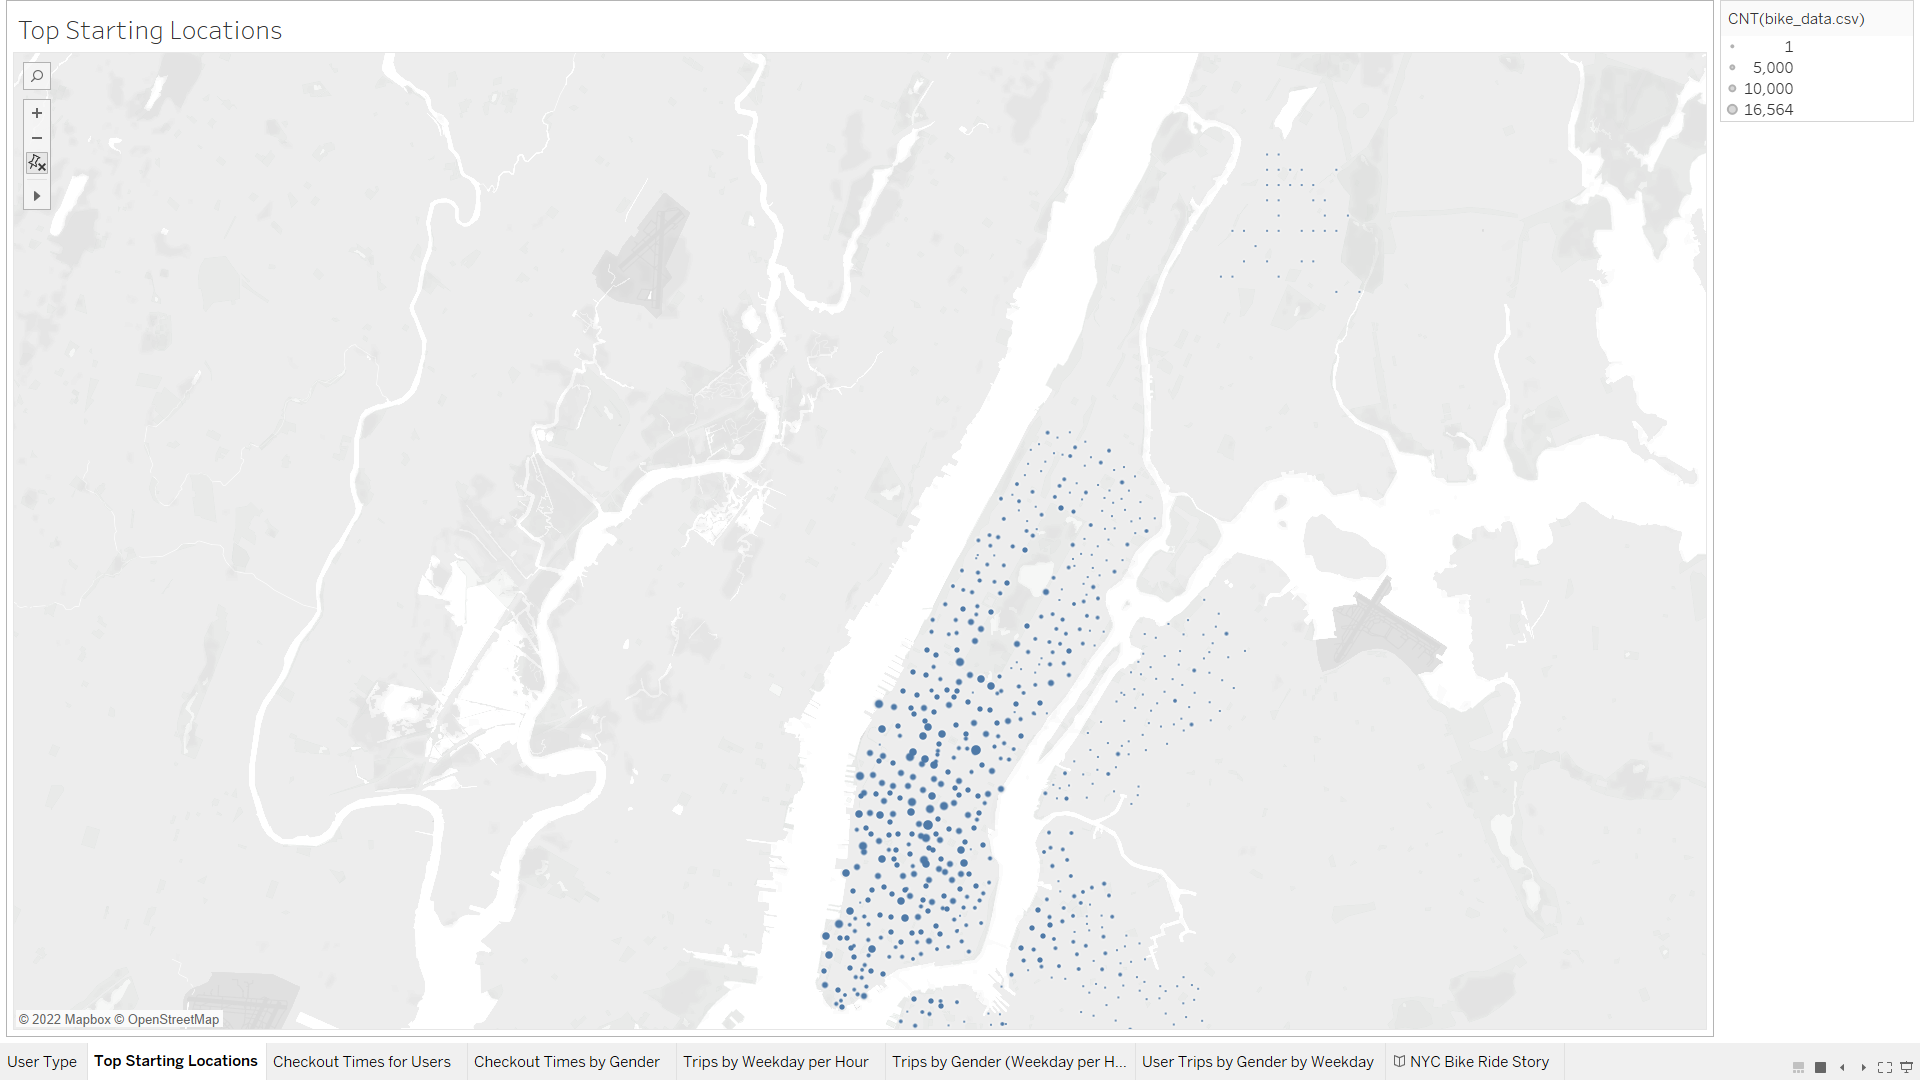 Top Starting Locations
CNT(bike_data.csv)
1
5,000
10,000
16,564
© 2022 Mapbox © OpenStreetMap
User Type
Top Starting Locations
Checkout Times for Users
Checkout Times by Gender
Trips by Weekday per Hour
Trips by Gender (Weekday per H...
User Trips by Gender by Weekday
NYC Bike Ride Story